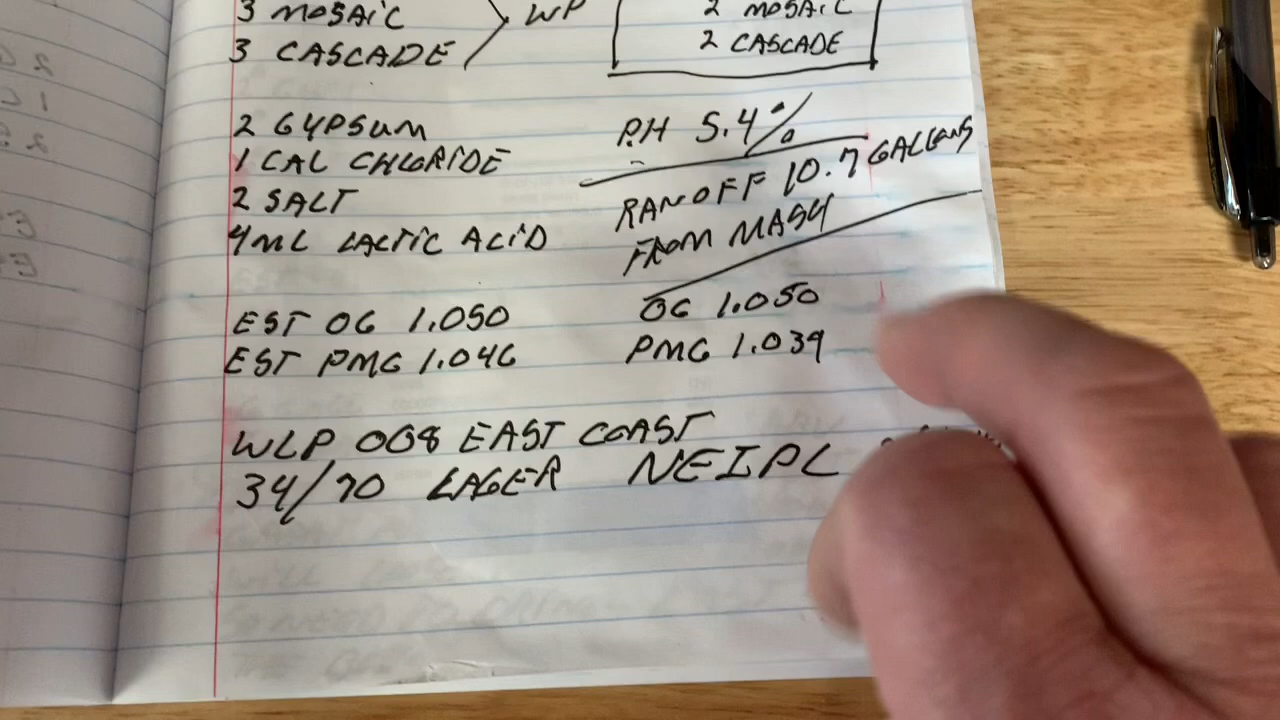 3 MOSAIC
3 CASCADE
WP
2 MOSAIC
2 CASCADE
2 GYPSUM
1 CAL CHLORIDE
2 SALT
4ML LACTIC ACID
P.H 5.4%
RANOFF 10.7 GALLONS
FROM MASH
EST OG 1.050
EST PMG 1.046
OG 1.050
PMG 1.039
WLP 008 EAST COAST
34/70 LAGER NEIPL